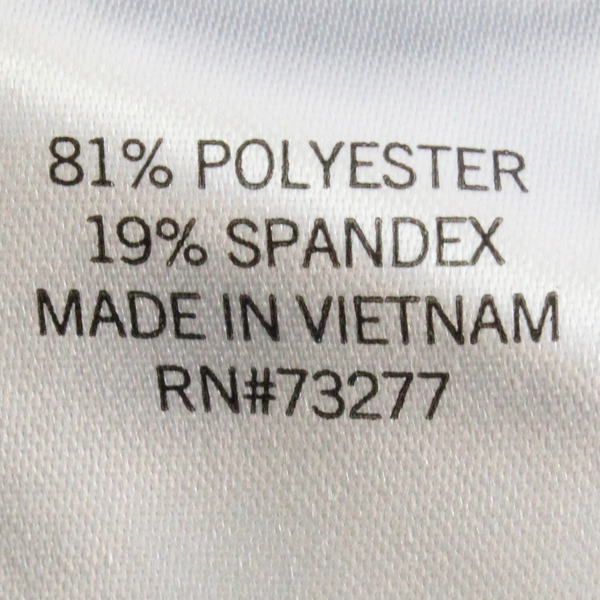 81% POLYESTER
19% SPANDEX
MADE IN VIETNAM
RN#73277